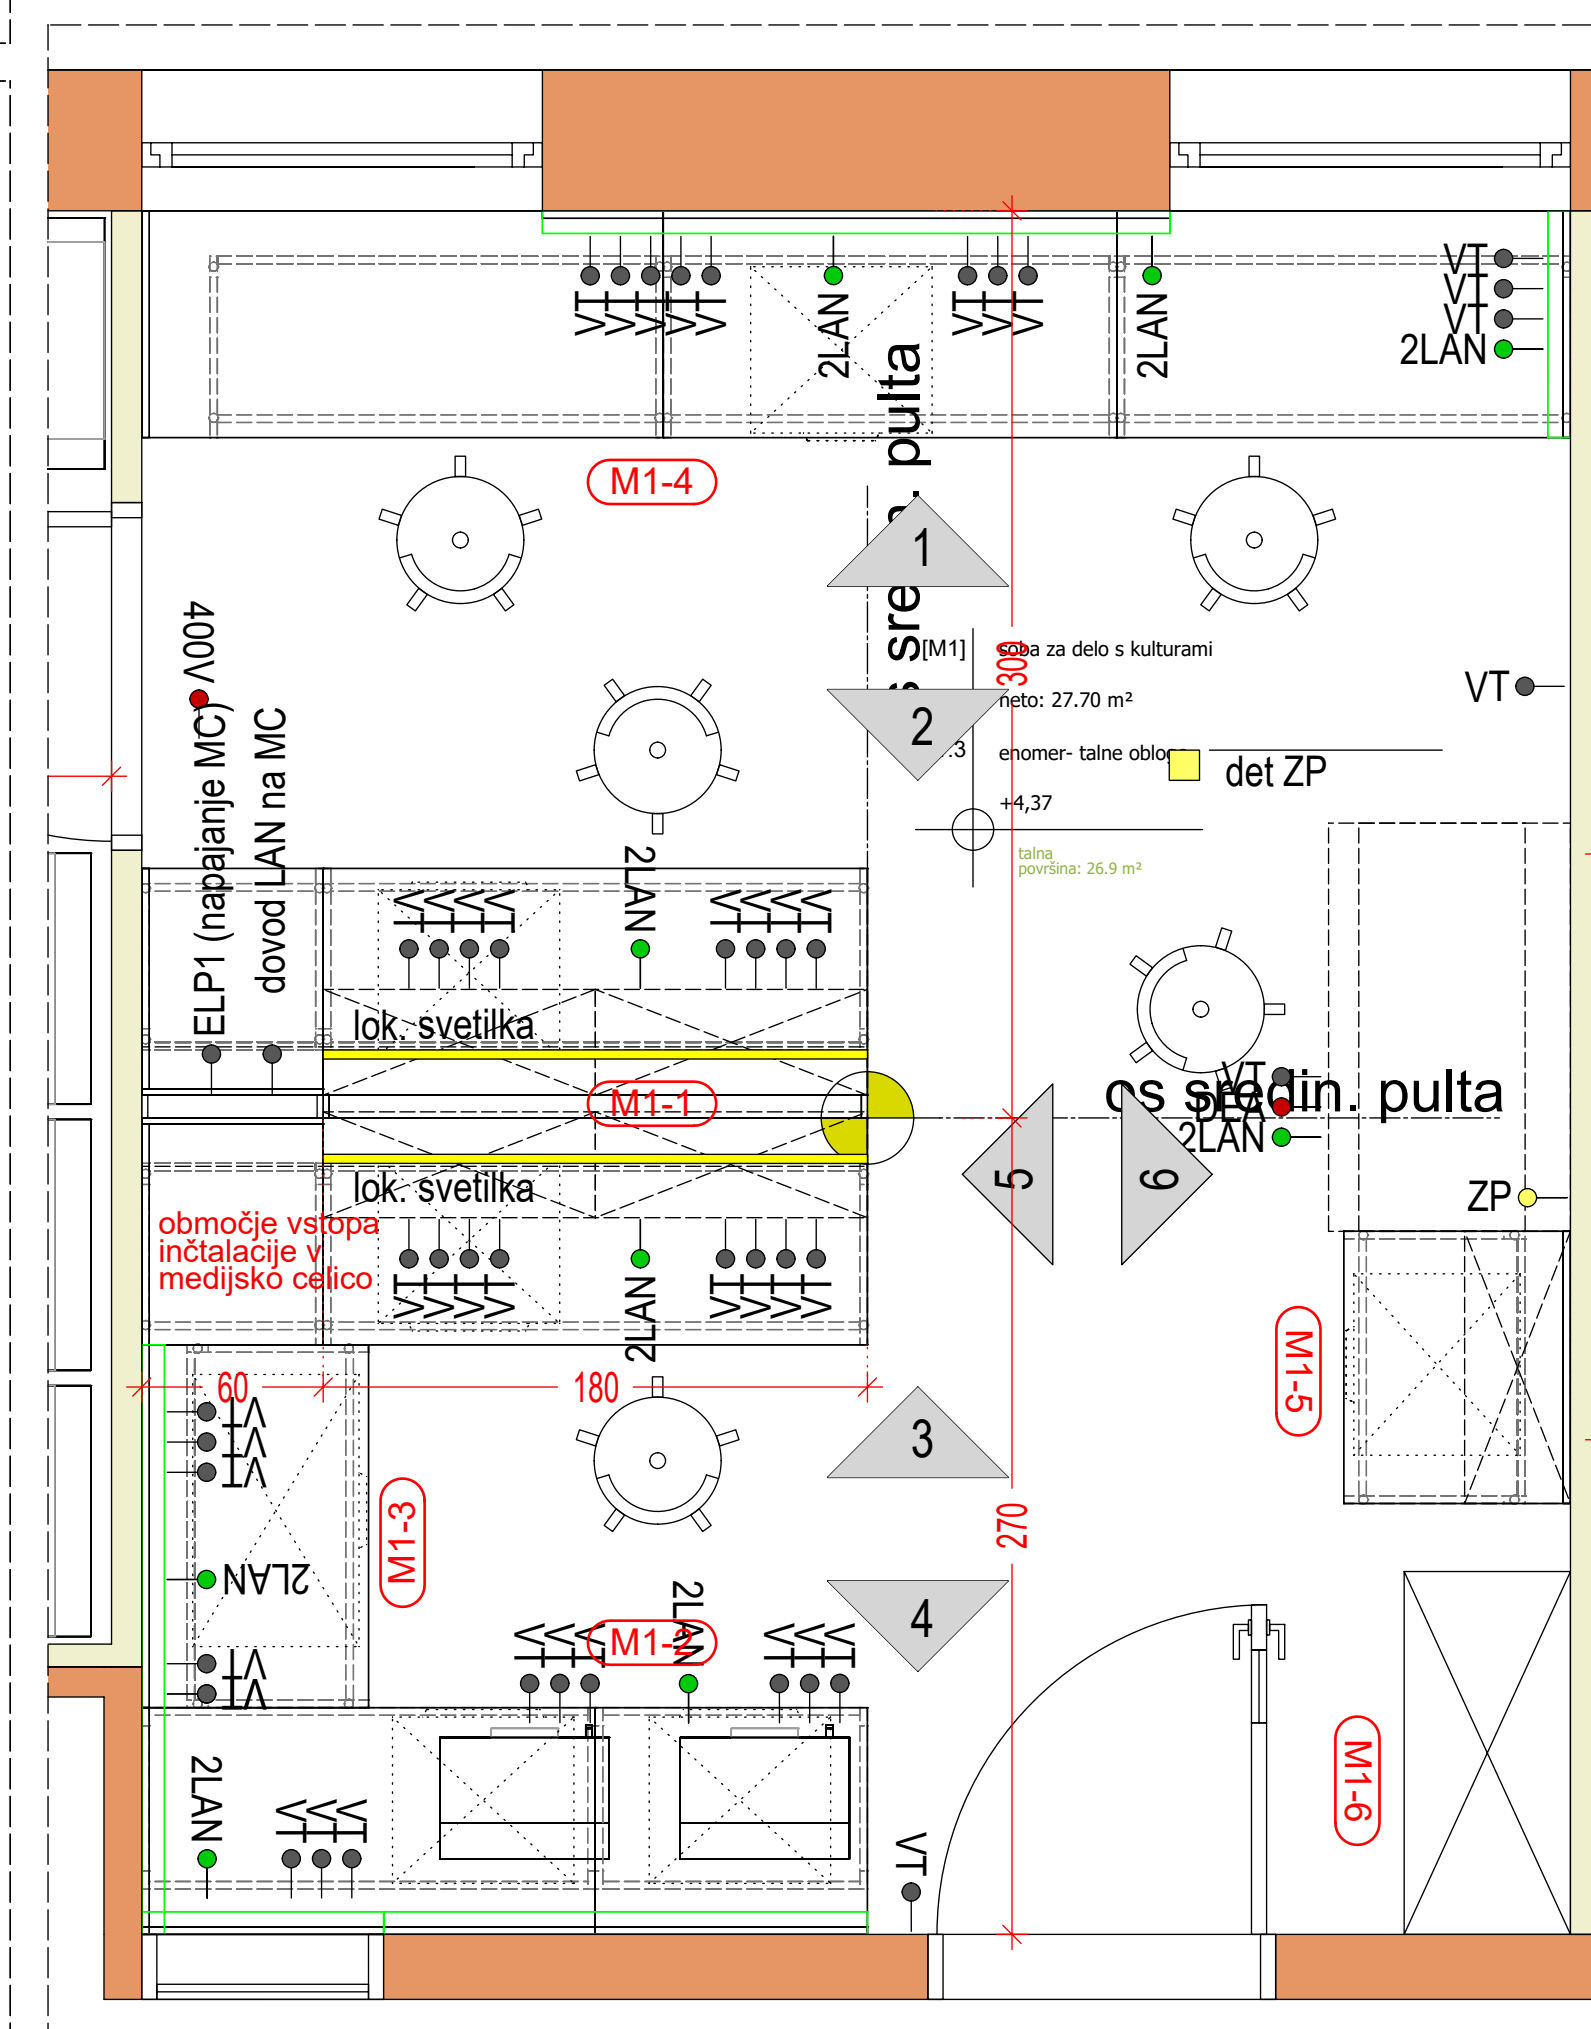 VT
VT
VT
VT
VT
2LAN
VT
VT
VT
2LAN
VT
VT
VT
2LAN
M1-4
pulta
1
400V
[M1]
soba za delo s kulturami
300
neto: 27.70 m²
2
.3
enomer- talne obloge
+4,37
talna
površina: 26.9 m²
VT
det ZP
ELP1 (napajanje MC)
dovod LAN na MC
VT
VT
VT
VT
2LAN
VT
VT
VT
VT
lok. svetilka
M1-1
os sredin. pulta
VT
DEA
2LAN
5
6
ZP
lok. svetilka
območje vstopa
inčtalacije v
medijsko celico
VT
VT
VT
VT
2LAN
VT
VT
VT
VT
60
180
M1-5
VT
VT
VT
2LAN
VT
VT
M1-3
3
270
4
2LAN
M1-2
VT
VT
VT
VT
VT
VT
M1-6
2LAN
VT
VT
VT
VT